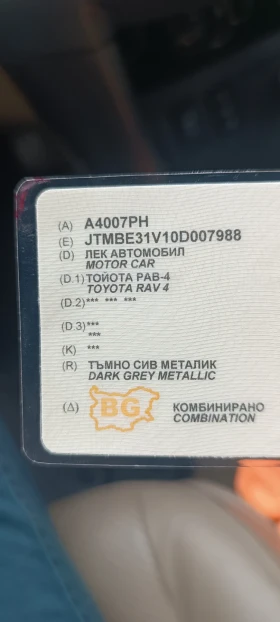 (A) A4007PH
(E) JTMBE31V10D007988
(D) ЛЕК АВТОМОБИЛ
MOTOR CAR
(D.1) ТОЙОТА РАВ-4
TOYOTA RAV 4
(D.2) *** *** ***
(D.3) ***
***
(K) ***
(R) ТЪМНО СИВ МЕТАЛИК
DARK GREY METALLIC
(Δ) BG КОМБИНИРАНО
COMBINATION